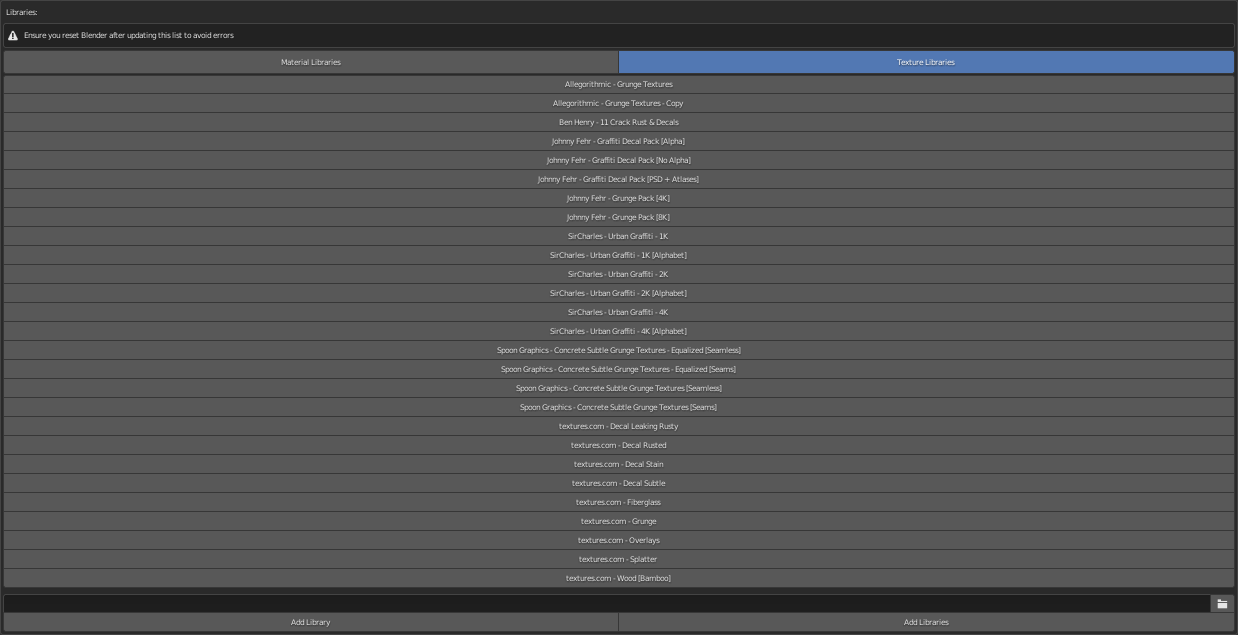 Libraries:
Ensure you reset Blender after updating this list to avoid errors
Material Libraries
Texture Libraries
Allegorithmic - Grunge Textures
Allegorithmic - Grunge Textures - Copy
Ben Henry - 11 Crack Rust & Decals
Johnny Fehr - Graffiti Decal Pack [Alpha]
Johnny Fehr - Graffiti Decal Pack [No Alpha]
Johnny Fehr - Graffiti Decal Pack [PSD + Atlases]
Johnny Fehr - Grunge Pack [4K]
Johnny Fehr - Grunge Pack [8K]
SirCharles - Urban Graffiti - 1K
SirCharles - Urban Graffiti - 1K [Alphabet]
SirCharles - Urban Graffiti - 2K
SirCharles - Urban Graffiti - 2K [Alphabet]
SirCharles - Urban Graffiti - 4K
SirCharles - Urban Graffiti - 4K [Alphabet]
Spoon Graphics - Concrete Subtle Grunge Textures - Equalized [Seamless]
Spoon Graphics - Concrete Subtle Grunge Textures - Equalized [Seams]
Spoon Graphics - Concrete Subtle Grunge Textures [Seamless]
Spoon Graphics - Concrete Subtle Grunge Textures [Seams]
textures.com - Decal Leaking Rusty
textures.com - Decal Rusted
textures.com - Decal Stain
textures.com - Decal Subtle
textures.com - Fiberglass
textures.com - Grunge
textures.com - Overlays
textures.com - Splatter
textures.com - Wood [Bamboo]
Add Library
Add Libraries